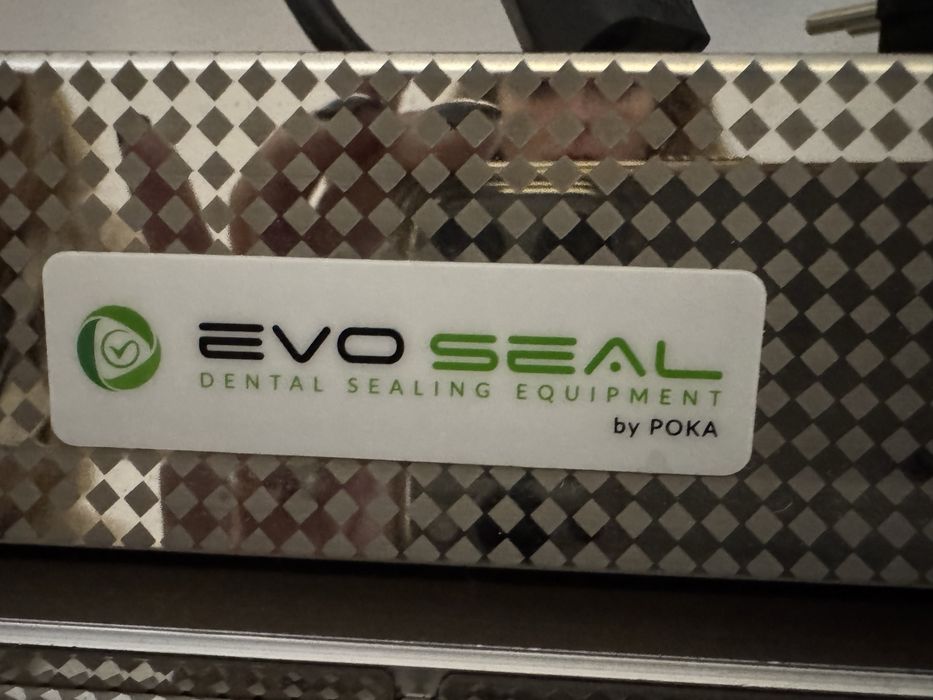 EVO SEAL
DENTAL SEALING EQUIPMENT
by POKA